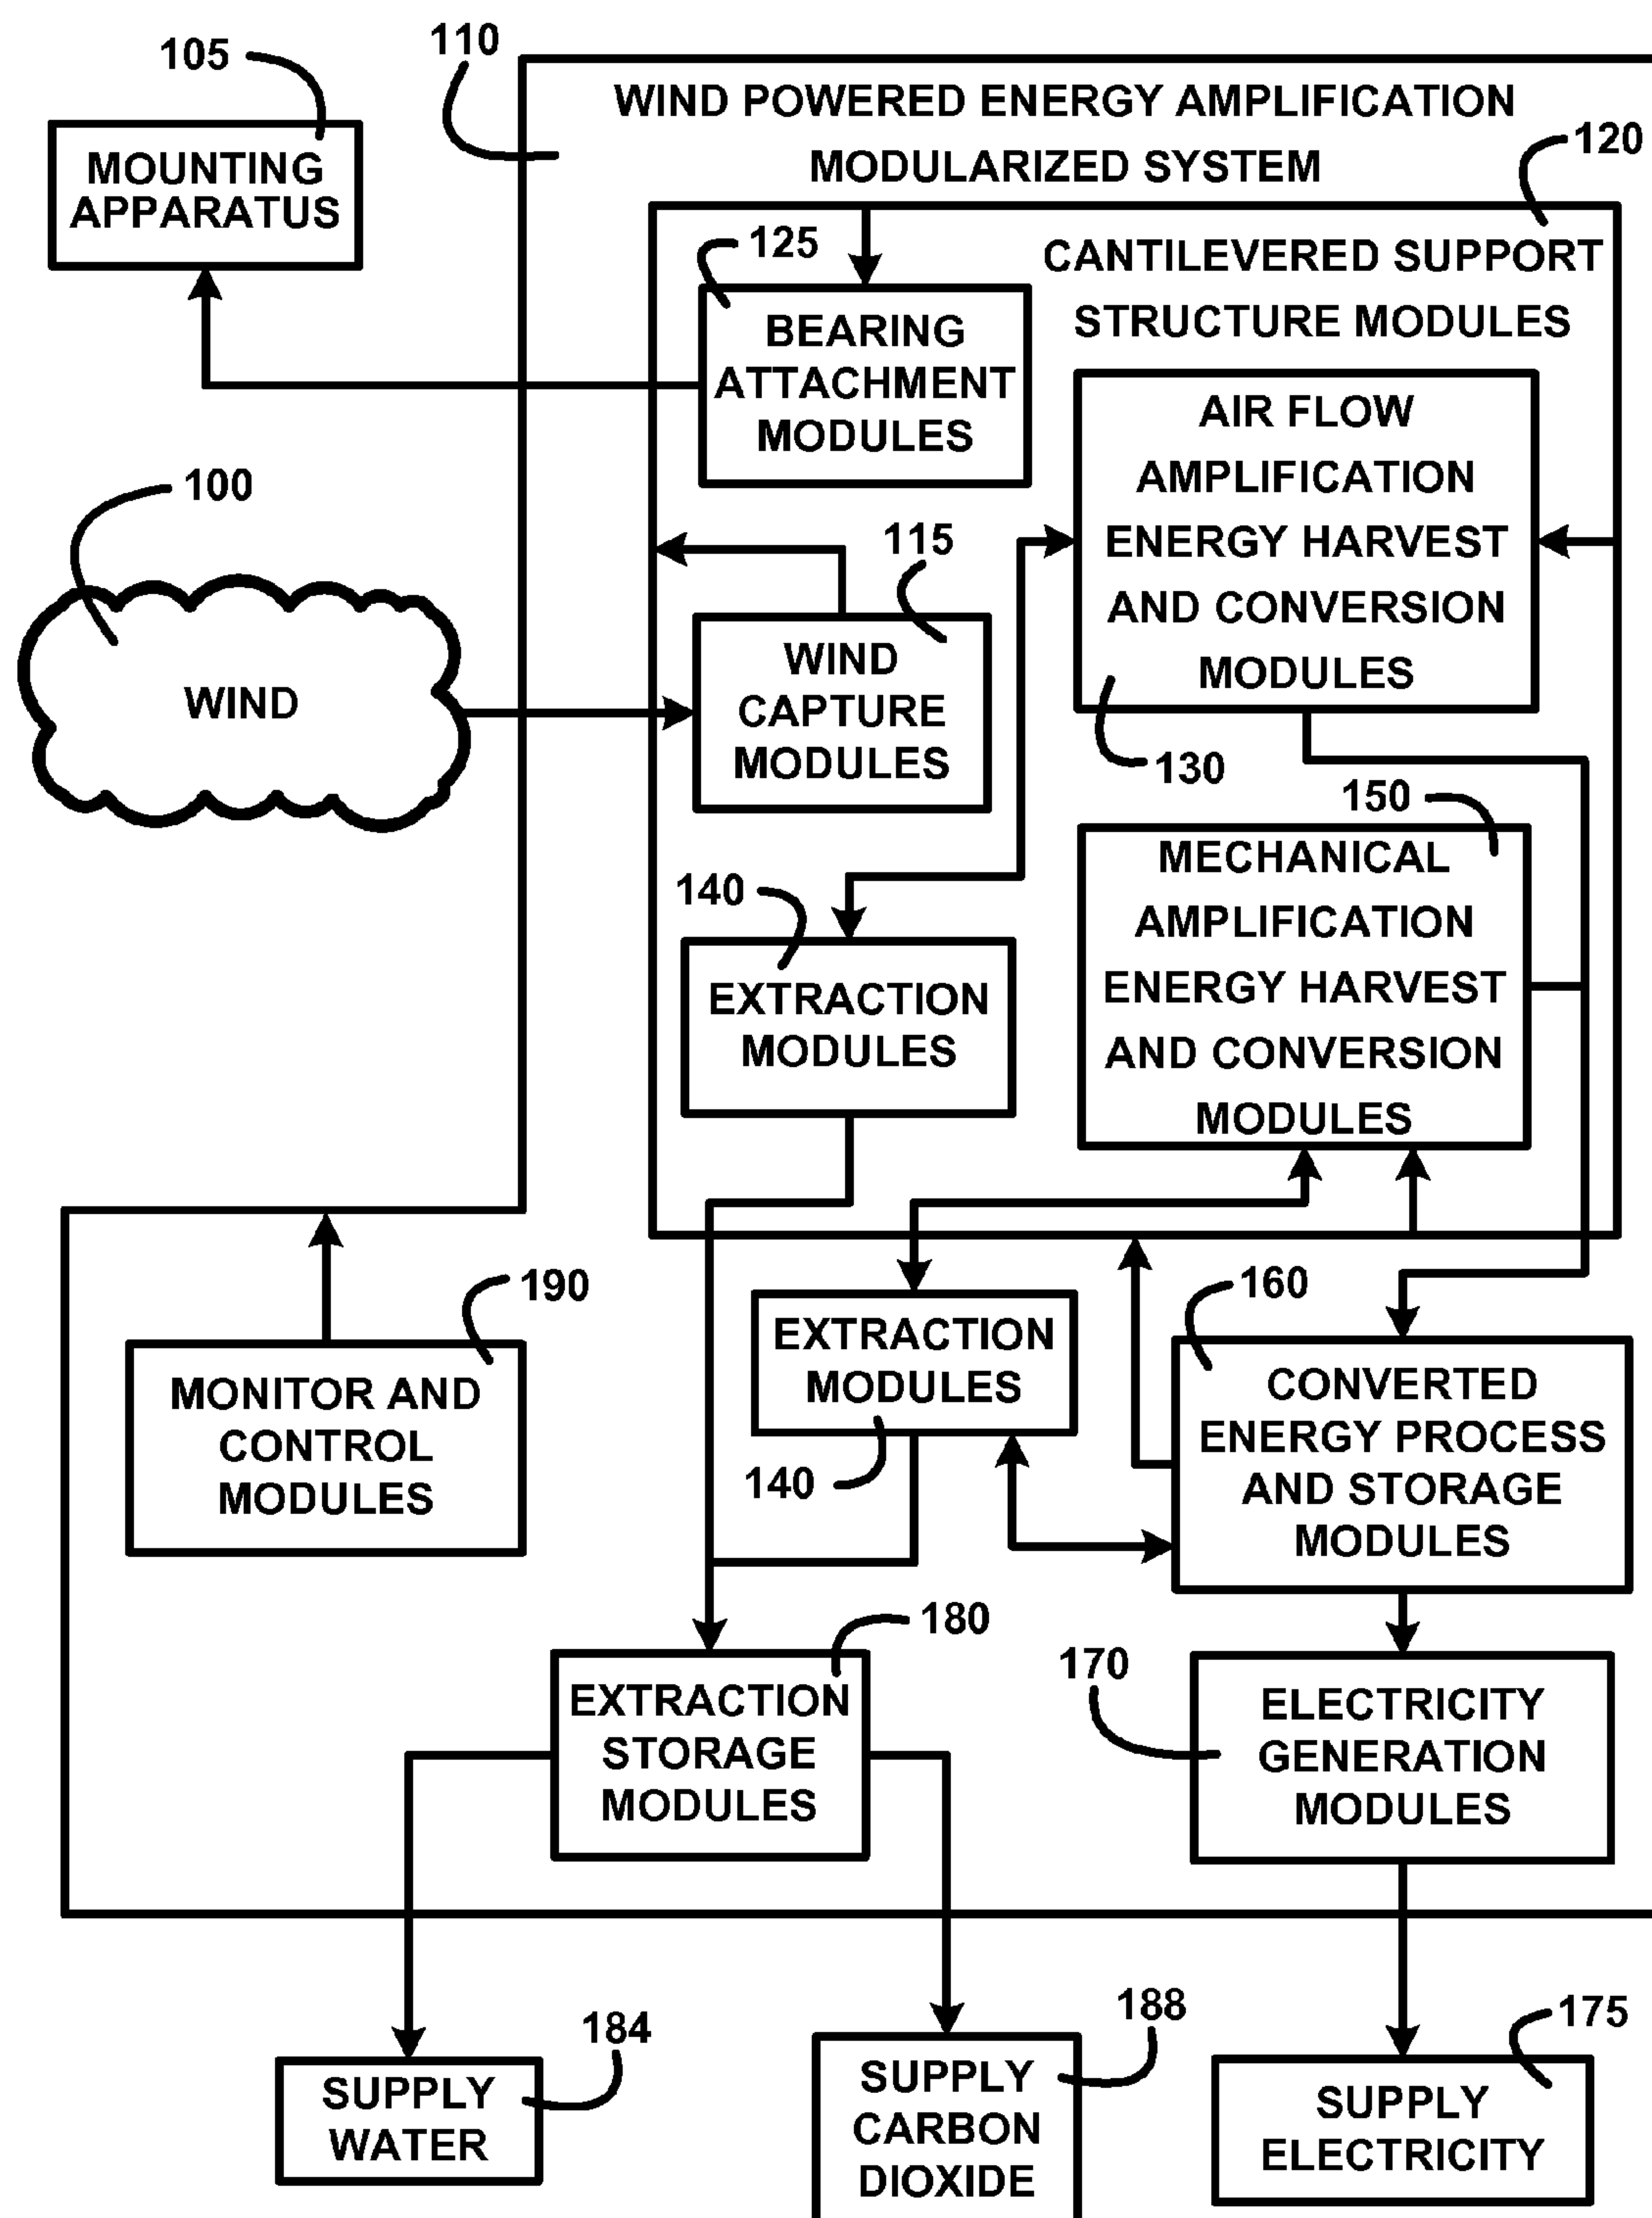 105
110
WIND POWERED ENERGY AMPLIFICATION
MODULARIZED SYSTEM
120
MOUNTING
APPARATUS
125
CANTILEVERED SUPPORT
STRUCTURE MODULES
BEARING
ATTACHMENT
MODULES
AIR FLOW
AMPLIFICATION
ENERGY HARVEST
AND CONVERSION
MODULES
130
100
WIND
115
WIND
CAPTURE
MODULES
150
MECHANICAL
AMPLIFICATION
ENERGY HARVEST
AND CONVERSION
MODULES
140
EXTRACTION
MODULES
190
MONITOR AND
CONTROL
MODULES
EXTRACTION
MODULES
140
160
CONVERTED
ENERGY PROCESS
AND STORAGE
MODULES
180
EXTRACTION
STORAGE
MODULES
170
ELECTRICITY
GENERATION
MODULES
184
SUPPLY
WATER
188
SUPPLY
CARBON
DIOXIDE
175
SUPPLY
ELECTRICITY